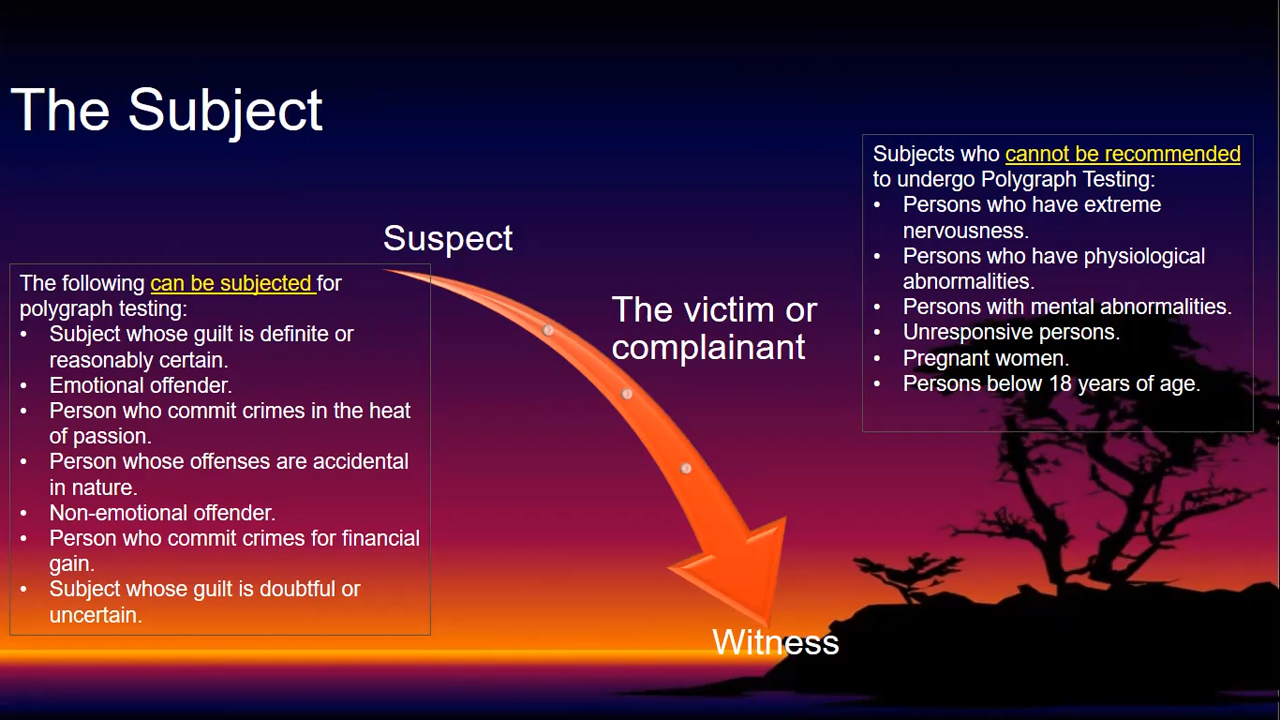 The Subject
Suspect
The following can be subjected for
polygraph testing:
• Subject whose guilt is definite or
reasonably certain.
• Emotional offender.
• Person who commit crimes in the heat
of passion.
• Person whose offenses are accidental
in nature.
• Non-emotional offender.
• Person who commit crimes for financial
gain.
• Subject whose guilt is doubtful or
uncertain.
The victim or
complainant
Witness
Subjects who cannot be recommended
to undergo Polygraph Testing:
• Persons who have extreme
nervousness.
• Persons who have physiological
abnormalities.
• Persons with mental abnormalities.
• Unresponsive persons.
• Pregnant women.
• Persons below 18 years of age.